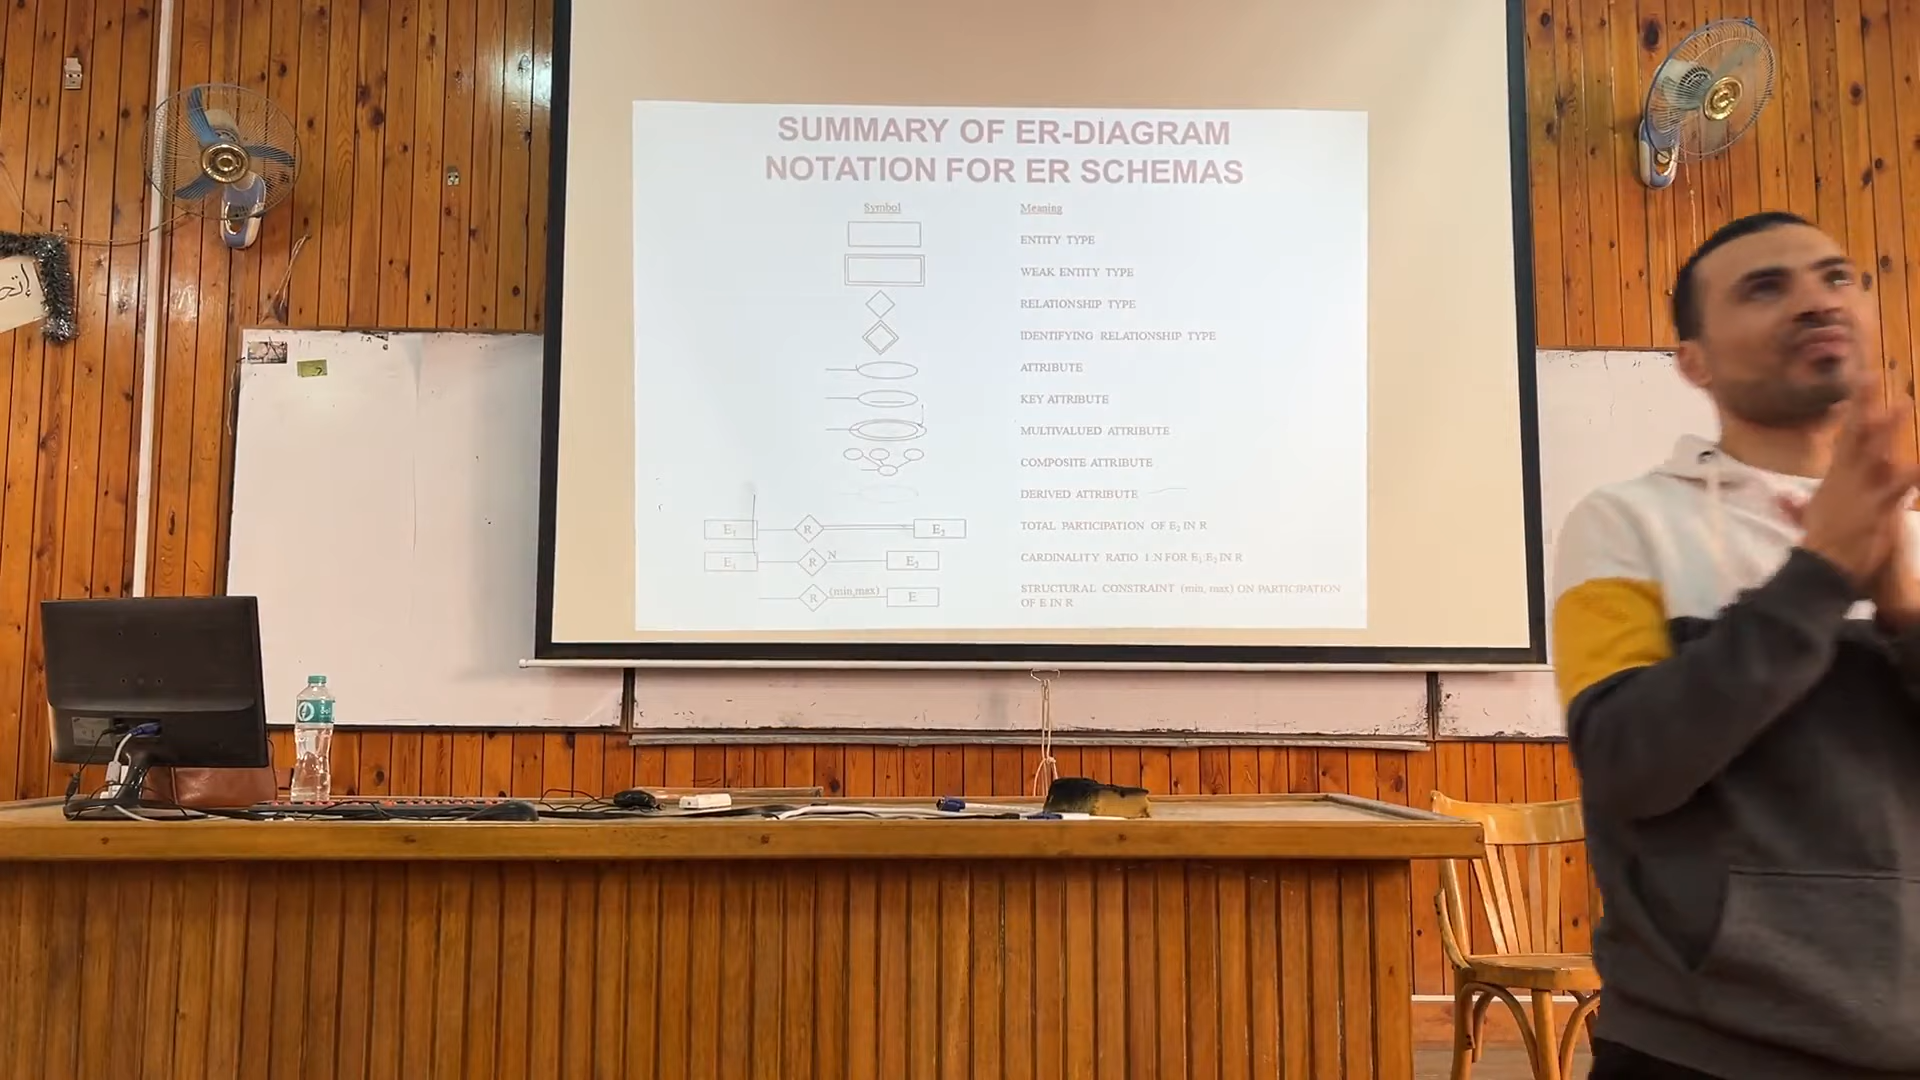 SUMMARY OF ER-DIAGRAM
NOTATION FOR ER SCHEMAS
Symbol Meaning
ENTITY TYPE
WEAK ENTITY TYPE
RELATIONSHIP TYPE
IDENTIFYING RELATIONSHIP TYPE
ATTRIBUTE
KEY ATTRIBUTE
MULTIVALUED ATTRIBUTE
COMPOSITE ATTRIBUTE
DERIVED ATTRIBUTE
E₁ R E₂ TOTAL PARTICIPATION OF E₂ IN R
E₁ R N E₂ CARDINALITY RATIO 1:N FOR E₁:E₂ IN R
R (min,max) E STRUCTURAL CONSTRAINT (min, max) ON PARTICIPATION
OF E IN R